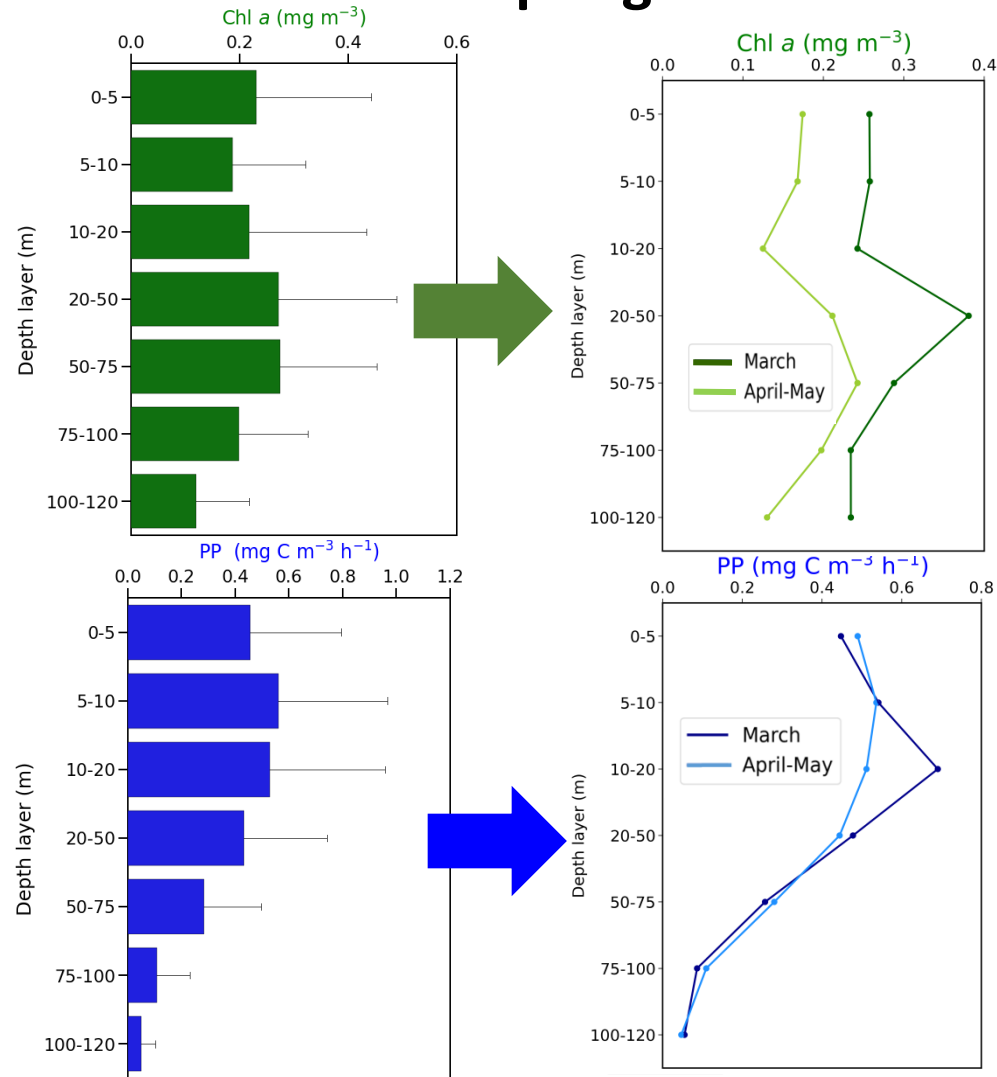 Chl a (mg m⁻³)
0.0 0.2 0.4 0.6
0-5
5-10
10-20
20-50
50-75
75-100
100-120
Depth layer (m)
Chl a (mg m⁻³)
0.0 0.1 0.2 0.3 0.4
0-5
5-10
10-20
20-50
50-75
75-100
100-120
Depth layer (m)
March
April-May
PP (mg C m⁻³ h⁻¹)
0.0 0.2 0.4 0.6 0.8 1.0 1.2
0-5
5-10
10-20
20-50
50-75
75-100
100-120
Depth layer (m)
PP (mg C m⁻³ h⁻¹)
0.0 0.2 0.4 0.6 0.8
0-5
5-10
10-20
20-50
50-75
75-100
100-120
Depth layer (m)
March
April-May